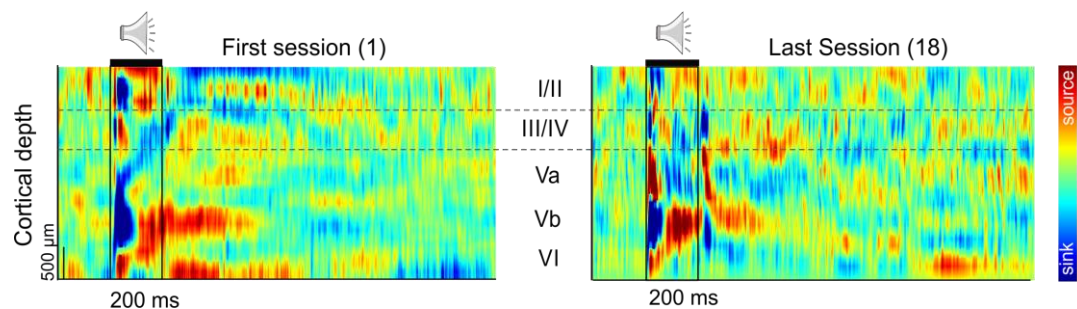 First session (1)
Last Session (18)
Cortical depth
500 µm
I/II
III/IV
Va
Vb
VI
200 ms
200 ms
source
sink